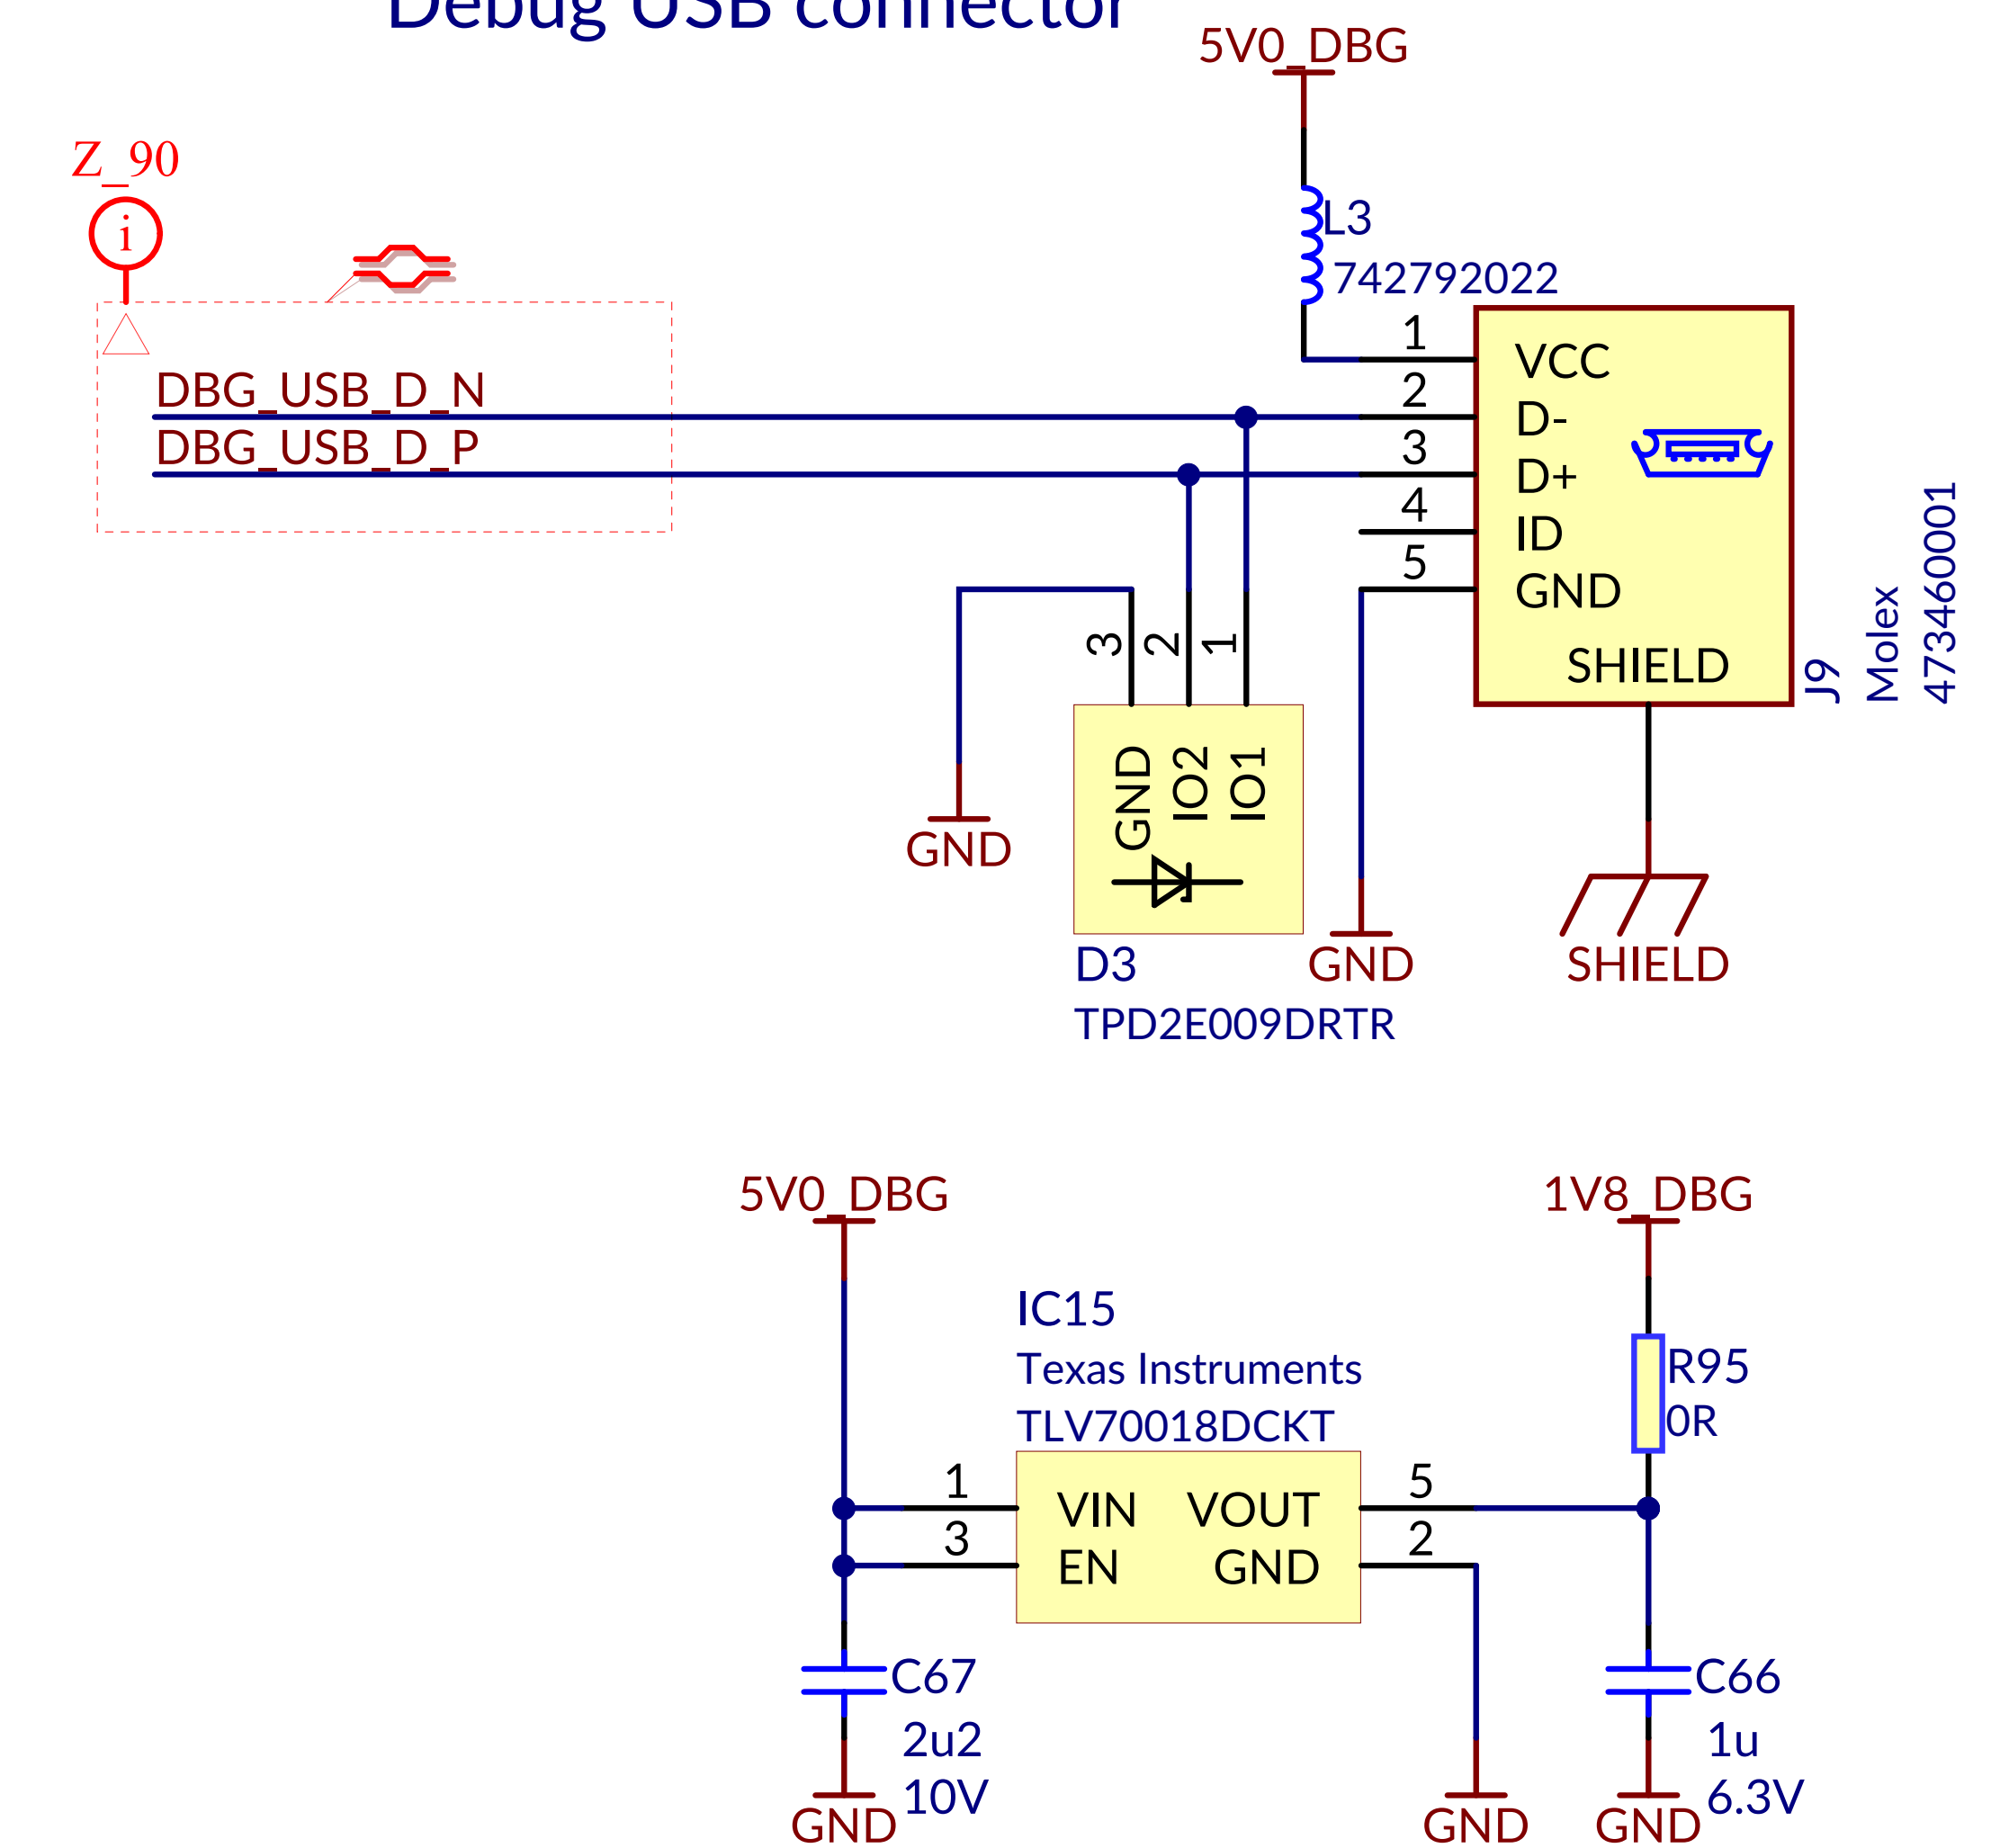 Debug USB connector
5V0_DBG
Z_90
i
L3
742792022
DBG_USB_D_N
DBG_USB_D_P
1
VCC
2
D-
3
D+
4
ID
5
GND
SHIELD
J9
Molex
473460001
3
2
1
GND
IO2
IO1
GND
D3
TPD2E009DRTR
GND
SHIELD
5V0_DBG
1V8_DBG
IC15
Texas Instruments
TLV70018DCKT
R95
0R
1
VIN
VOUT
5
3
EN
GND
2
C67
2u2
10V
GND
GND
C66
1u
6.3V
GND